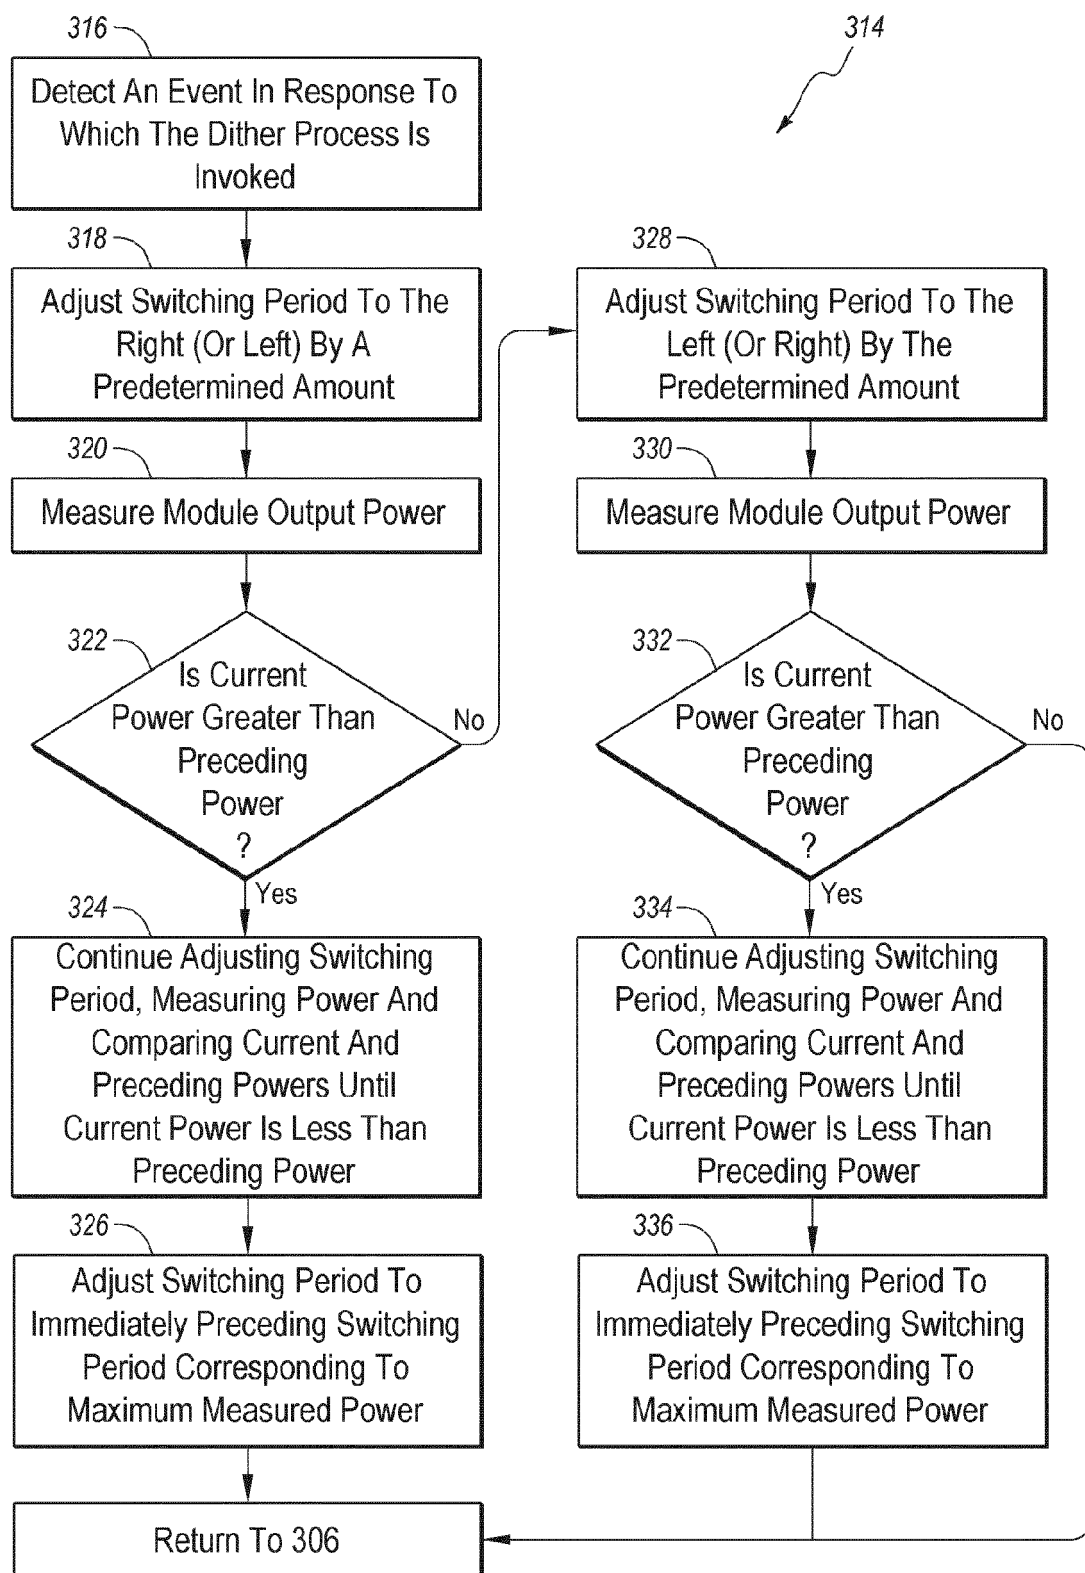 316
314
Detect An Event In Response To
Which The Dither Process Is
Invoked
318
Adjust Switching Period To The
Right (Or Left) By A
Predetermined Amount
320
Measure Module Output Power
322
Is Current
Power Greater Than
Preceding
Power
?
No
Yes
324
Continue Adjusting Switching
Period, Measuring Power And
Comparing Current And
Preceding Powers Until
Current Power Is Less Than
Preceding Power
326
Adjust Switching Period To
Immediately Preceding Switching
Period Corresponding To
Maximum Measured Power
Return To 306
328
Adjust Switching Period To The
Left (Or Right) By The
Predetermined Amount
330
Measure Module Output Power
332
Is Current
Power Greater Than
Preceding
Power
?
No
Yes
334
Continue Adjusting Switching
Period, Measuring Power And
Comparing Current And
Preceding Powers Until
Current Power Is Less Than
Preceding Power
336
Adjust Switching Period To
Immediately Preceding Switching
Period Corresponding To
Maximum Measured Power